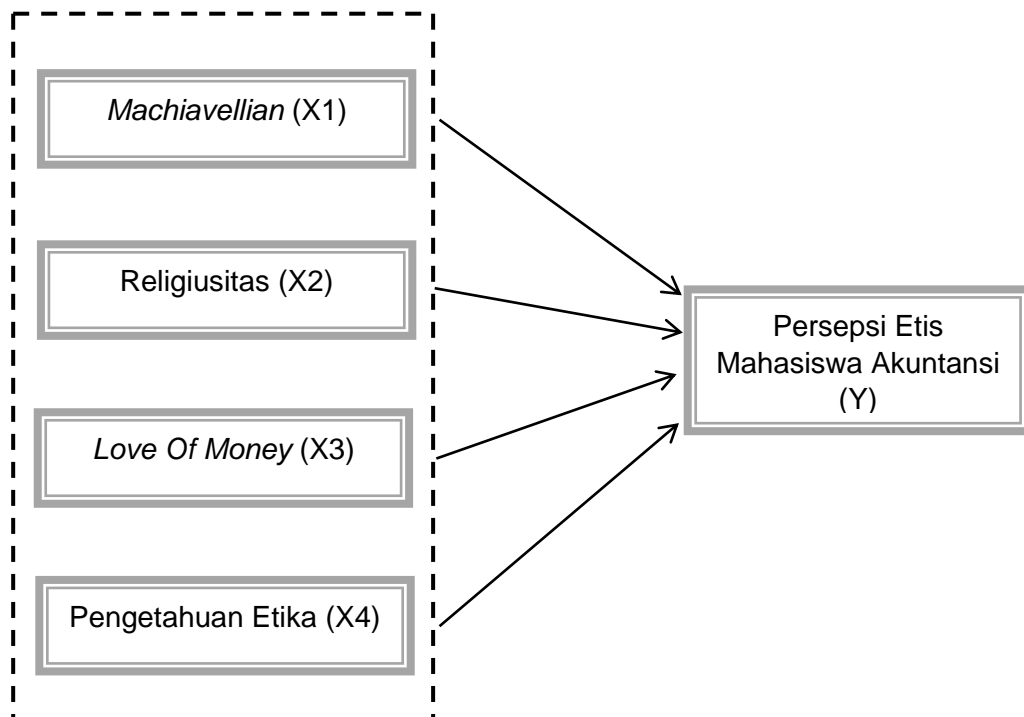 Machiavellian (X1)
Religiusitas (X2)
Love Of Money (X3)
Pengetahuan Etika (X4)
Persepsi Etis
Mahasiswa Akuntansi
(Y)